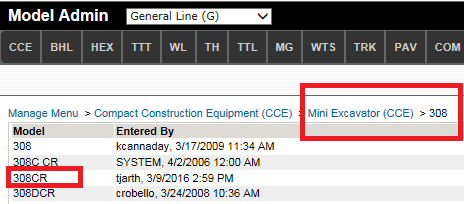 Model Admin General Line (G)
CCE BHL HEX TTT WL TH TTL MG WTS TRK PAV COM
Manage Menu > Compact Construction Equipment (CCE) > Mini Excavator (CCE) > 308
Model Entered By
308 kcannaday, 3/17/2009 11:34 AM
308C CR SYSTEM, 4/2/2006 12:00 AM
308CR tjarth, 3/9/2016 2:59 PM
308DCR crobello, 3/24/2008 10:36 AM